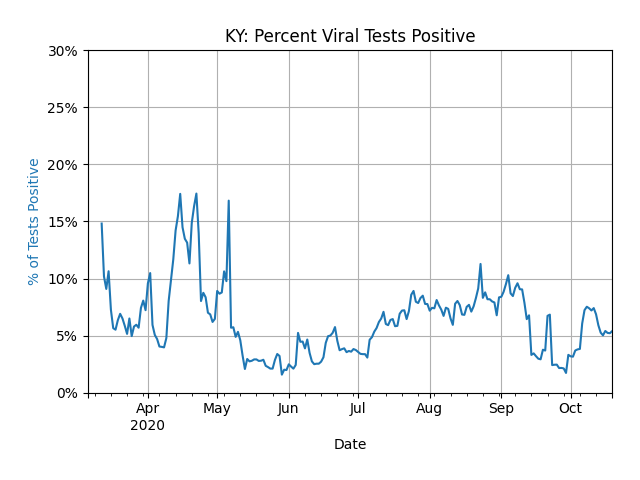 KY: Percent Viral Tests Positive
30%
25%
20%
15%
10%
5%
0%
% of Tests Positive
Apr May Jun Jul Aug Sep Oct
2020
Date